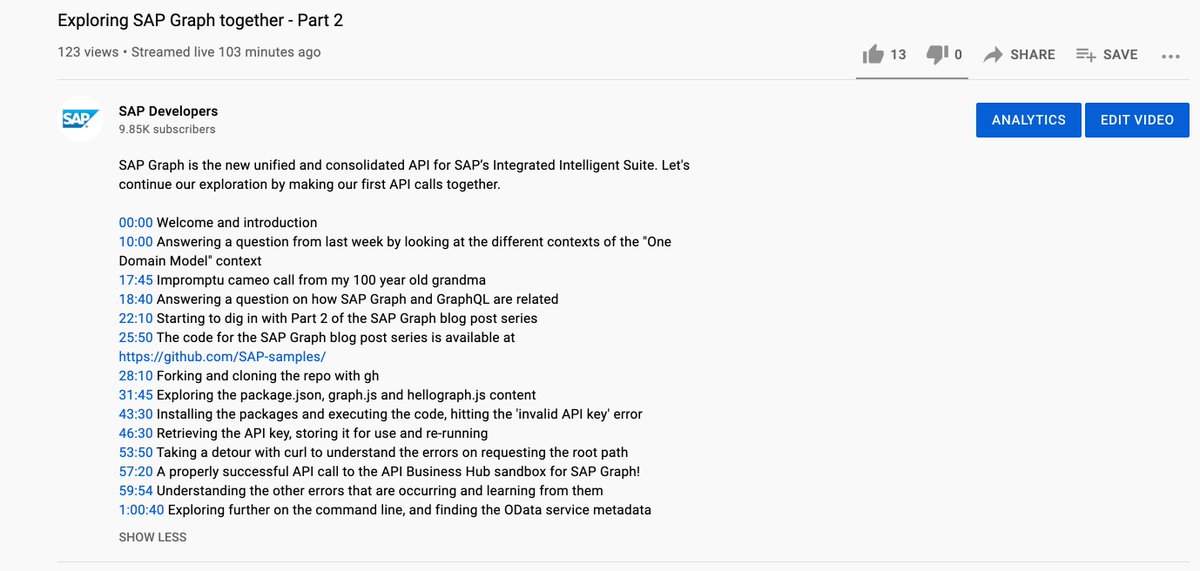 Exploring SAP Graph together - Part 2
123 views • Streamed live 103 minutes ago
13
0
SHARE
SAVE
SAP
SAP Developers
9.85K subscribers
ANALYTICS
EDIT VIDEO
SAP Graph is the new unified and consolidated API for SAP’s Integrated Intelligent Suite. Let's
continue our exploration by making our first API calls together.
00:00 Welcome and introduction
10:00 Answering a question from last week by looking at the different contexts of the "One
Domain Model" context
17:45 Impromptu cameo call from my 100 year old grandma
18:40 Answering a question on how SAP Graph and GraphQL are related
22:10 Starting to dig in with Part 2 of the SAP Graph blog post series
25:50 The code for the SAP Graph blog post series is available at
https://github.com/SAP-samples/
28:10 Forking and cloning the repo with gh
31:45 Exploring the package.json, graph.js and hellograph.js content
43:30 Installing the packages and executing the code, hitting the 'invalid API key' error
46:30 Retrieving the API key, storing it for use and re-running
53:50 Taking a detour with curl to understand the errors on requesting the root path
57:20 A properly successful API call to the API Business Hub sandbox for SAP Graph!
59:54 Understanding the other errors that are occurring and learning from them
1:00:40 Exploring further on the command line, and finding the OData service metadata
SHOW LESS